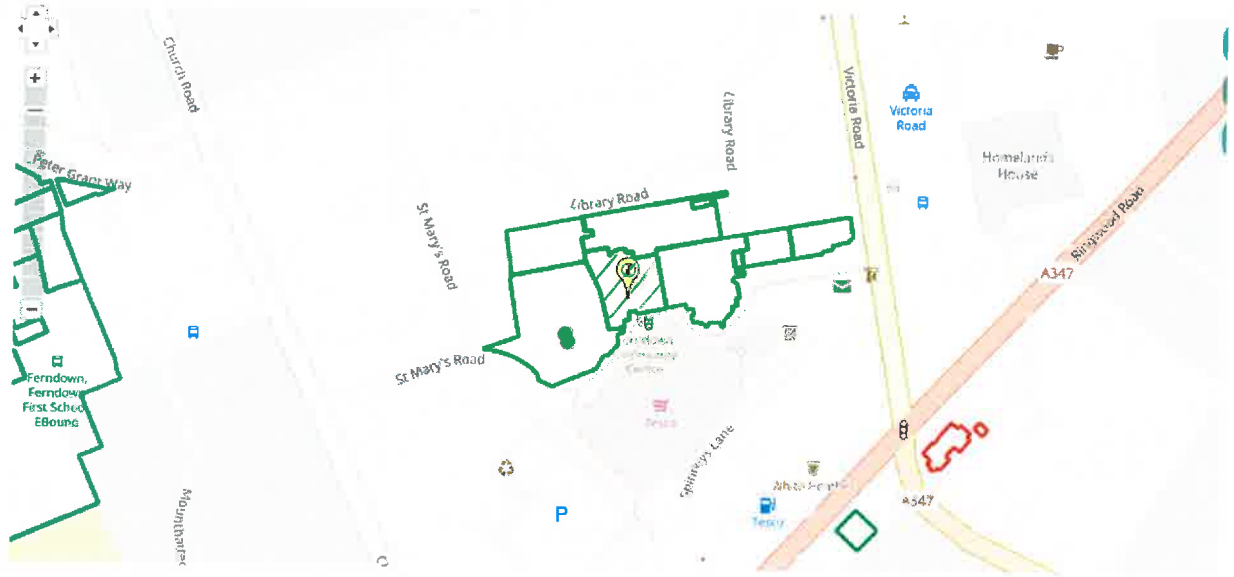 Church Road
Library Road
Victoria Road
Victoria
Road
Homelands
House
Peter Grant Way
Library Road
St Mary's Road
Ringwood Road
A347
St Mary's Road
Centre
Ferndown,
Ferndown
First School
EBound
Tesco
Spinneys Lane
P
Tesco
A347